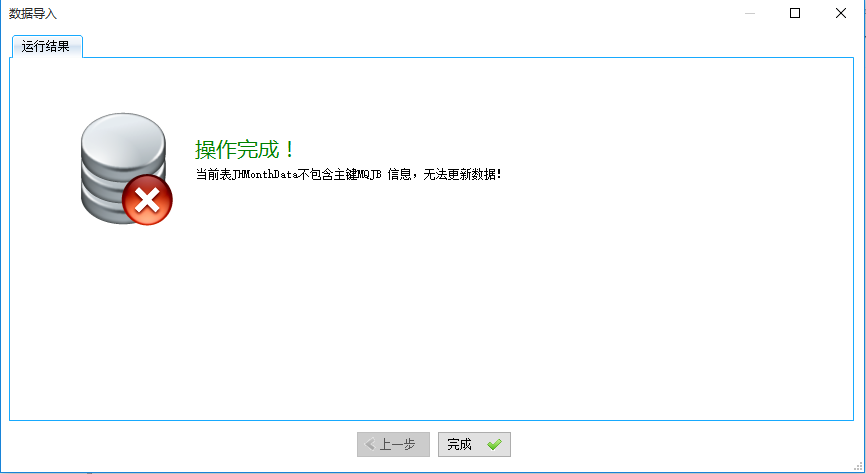 数据导入
运行结果
操作完成！
当前表JHMonthData不包含主键MQJB 信息，无法更新数据!
上一步
完成